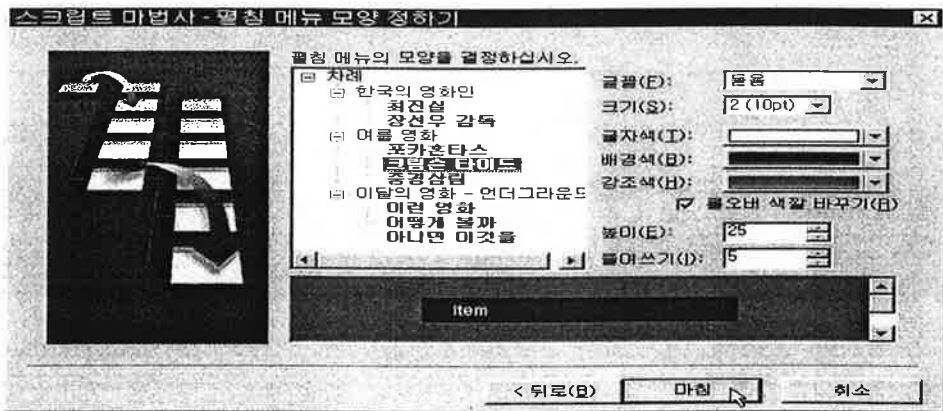 스크립트 마법사 - 펼침 메뉴 모양 정하기
펼침 메뉴의 모양을 결정하십시오.
차례
한국의 영화인
최진실
장선우 감독
여름 영화
포카혼타스
크림슨 타이드
중경삼림
이달의 영화 - 언더그라운드
이런 영화
어떻게 볼까
아니면 이것을
글꼴(F): 돋움
크기(S): 2 (10pt)
글자색(T):
배경색(B):
강조색(H):
롤오버 색깔 바꾸기(R)
높이(E): 25
들여쓰기(I): 5
Item
< 뒤로(B) 마침 취소